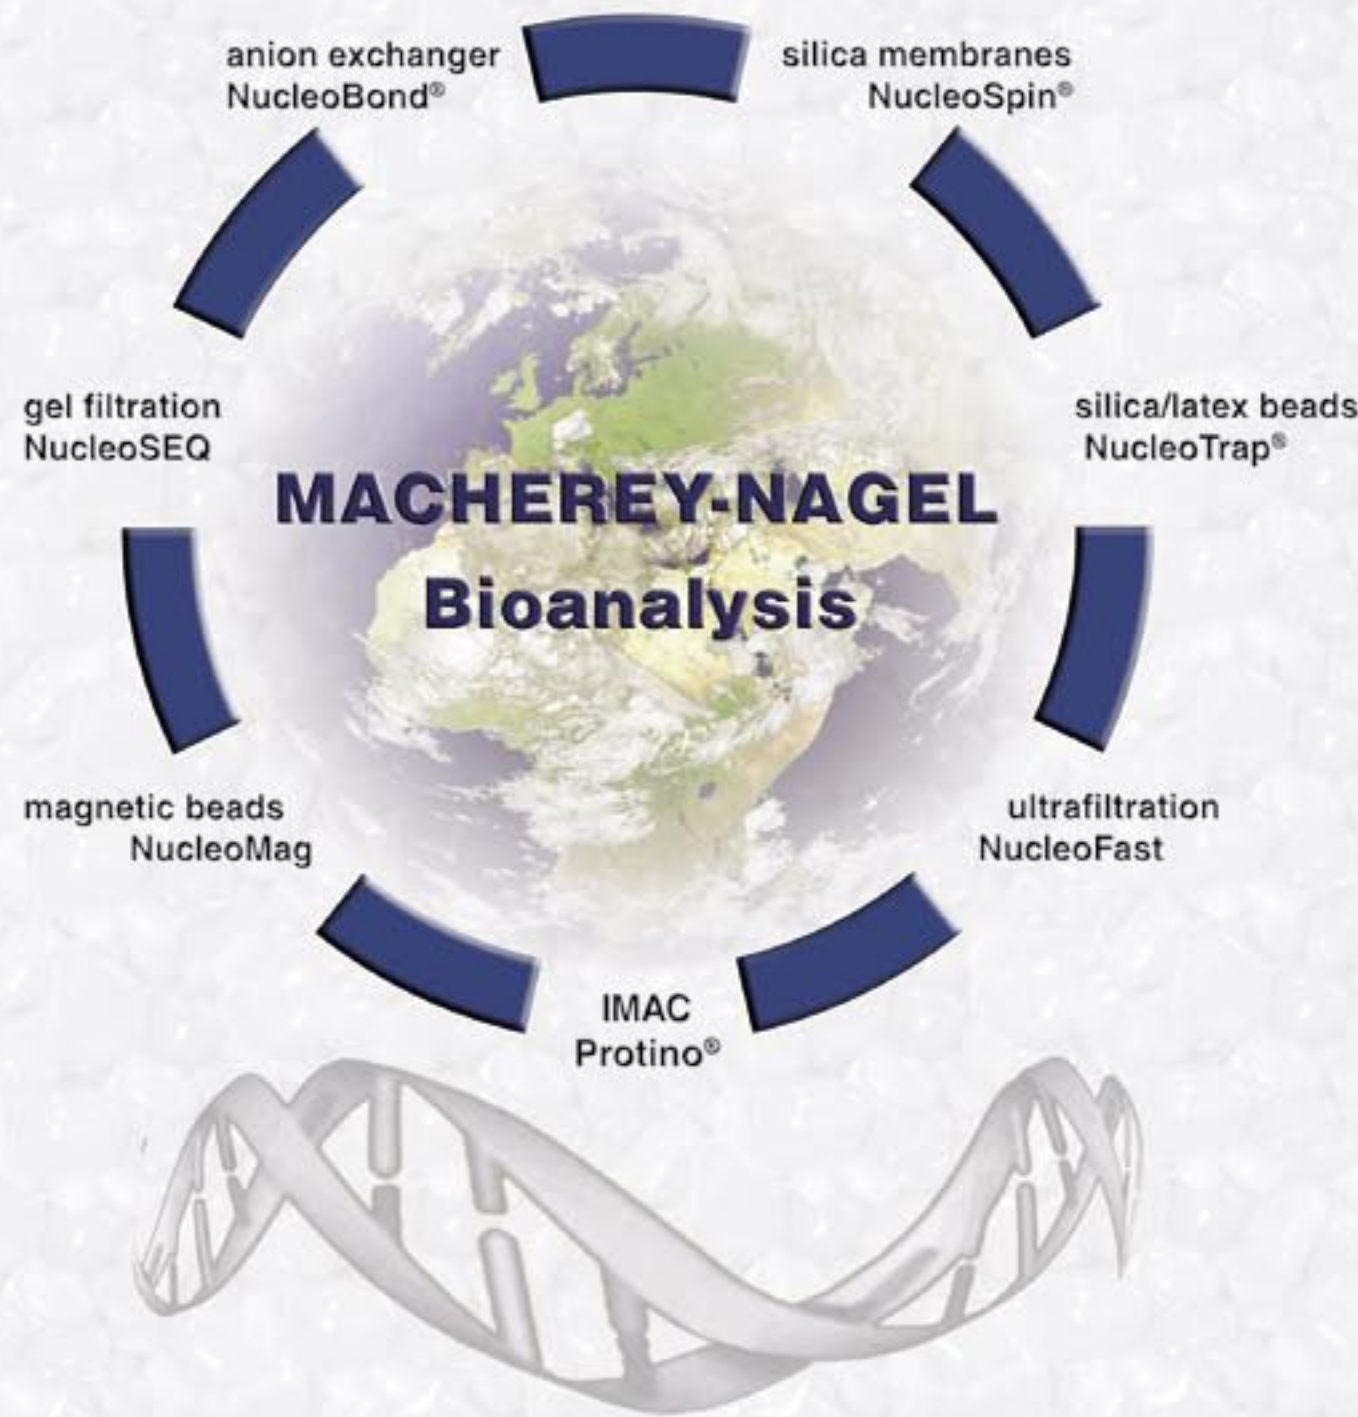 anion exchanger
NucleoBond®
silica membranes
NucleoSpin®
gel filtration
NucleoSEQ
silica/latex beads
NucleoTrap®
MACHEREY-NAGEL
Bioanalysis
magnetic beads
NucleoMag
ultrafiltration
NucleoFast
IMAC
Protino®